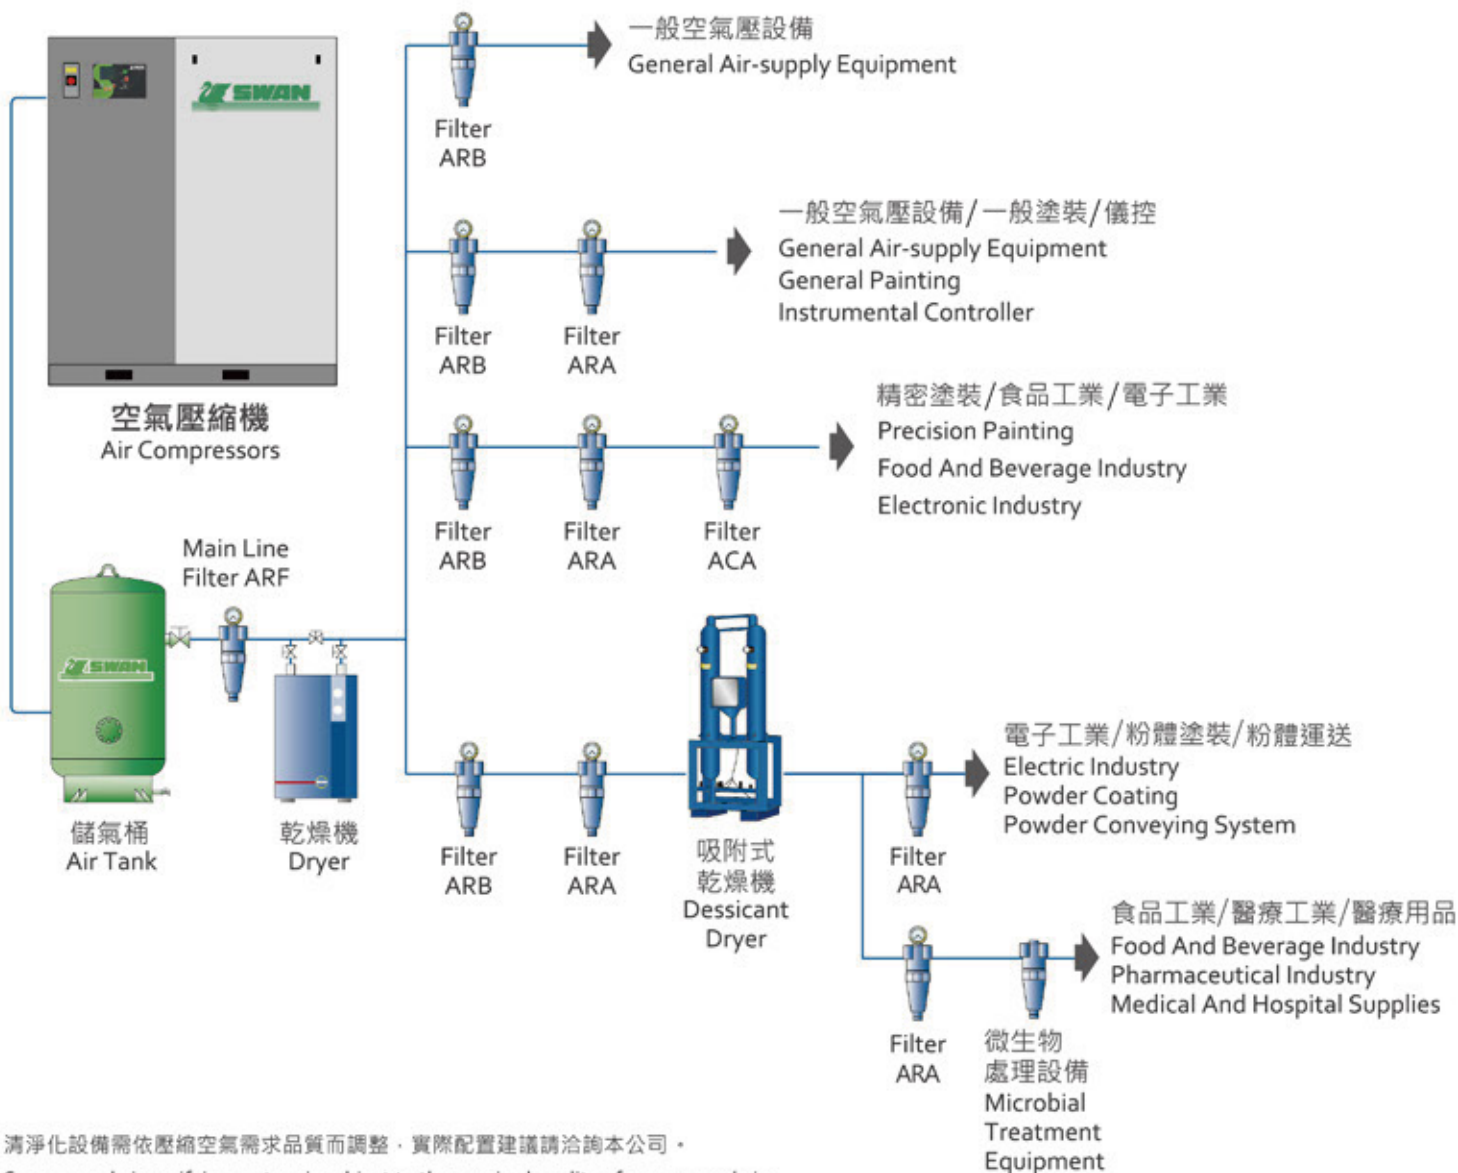 一般空氣壓設備
General Air-supply Equipment
SWAN
Filter
ARB
一般空氣壓設備/一般塗裝/儀控
General Air-supply Equipment
General Painting
Instrumental Controller
Filter
ARB
Filter
ARA
空氣壓縮機
Air Compressors
精密塗裝/食品工業/電子工業
Precision Painting
Food And Beverage Industry
Electronic Industry
Filter
ARB
Filter
ARA
Filter
ACA
Main Line
Filter ARF
SWAN
儲氣桶
Air Tank
乾燥機
Dryer
Filter
ARB
Filter
ARA
吸附式
乾燥機
Dessicant
Dryer
電子工業/粉體塗裝/粉體運送
Electric Industry
Powder Coating
Powder Conveying System
Filter
ARA
食品工業/醫療工業/醫療用品
Food And Beverage Industry
Pharmaceutical Industry
Medical And Hospital Supplies
Filter
ARA
微生物
處理設備
Microbial
Treatment
Equipment
清淨化設備需依壓縮空氣需求品質而調整，實際配置建議請洽詢本公司。